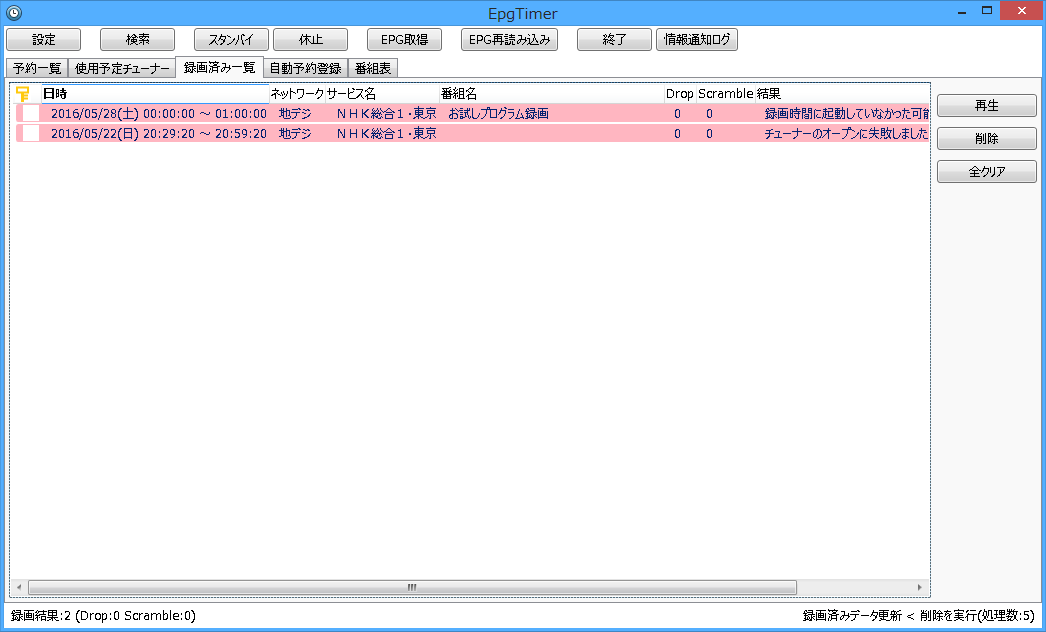 EpgTimer
設定 検索 スタンバイ 休止 EPG取得 EPG再読み込み 終了 情報通知ログ
予約一覧 使用予定チューナー 録画済み一覧 自動予約登録 番組表
日時 ネットワーク サービス名 番組名 Drop Scramble 結果
2016/05/28(土) 00:00:00 ～ 01:00:00 地デジ ＮＨＫ総合１・東京 お試しプログラム録画 0 0 録画時間に起動していなかった可能
2016/05/22(日) 20:29:20 ～ 20:59:20 地デジ ＮＨＫ総合１・東京 0 0 チューナーのオープンに失敗しました
再生
削除
全クリア
録画結果:2 (Drop:0 Scramble:0) 録画済みデータ更新 < 削除を実行(処理数:5)